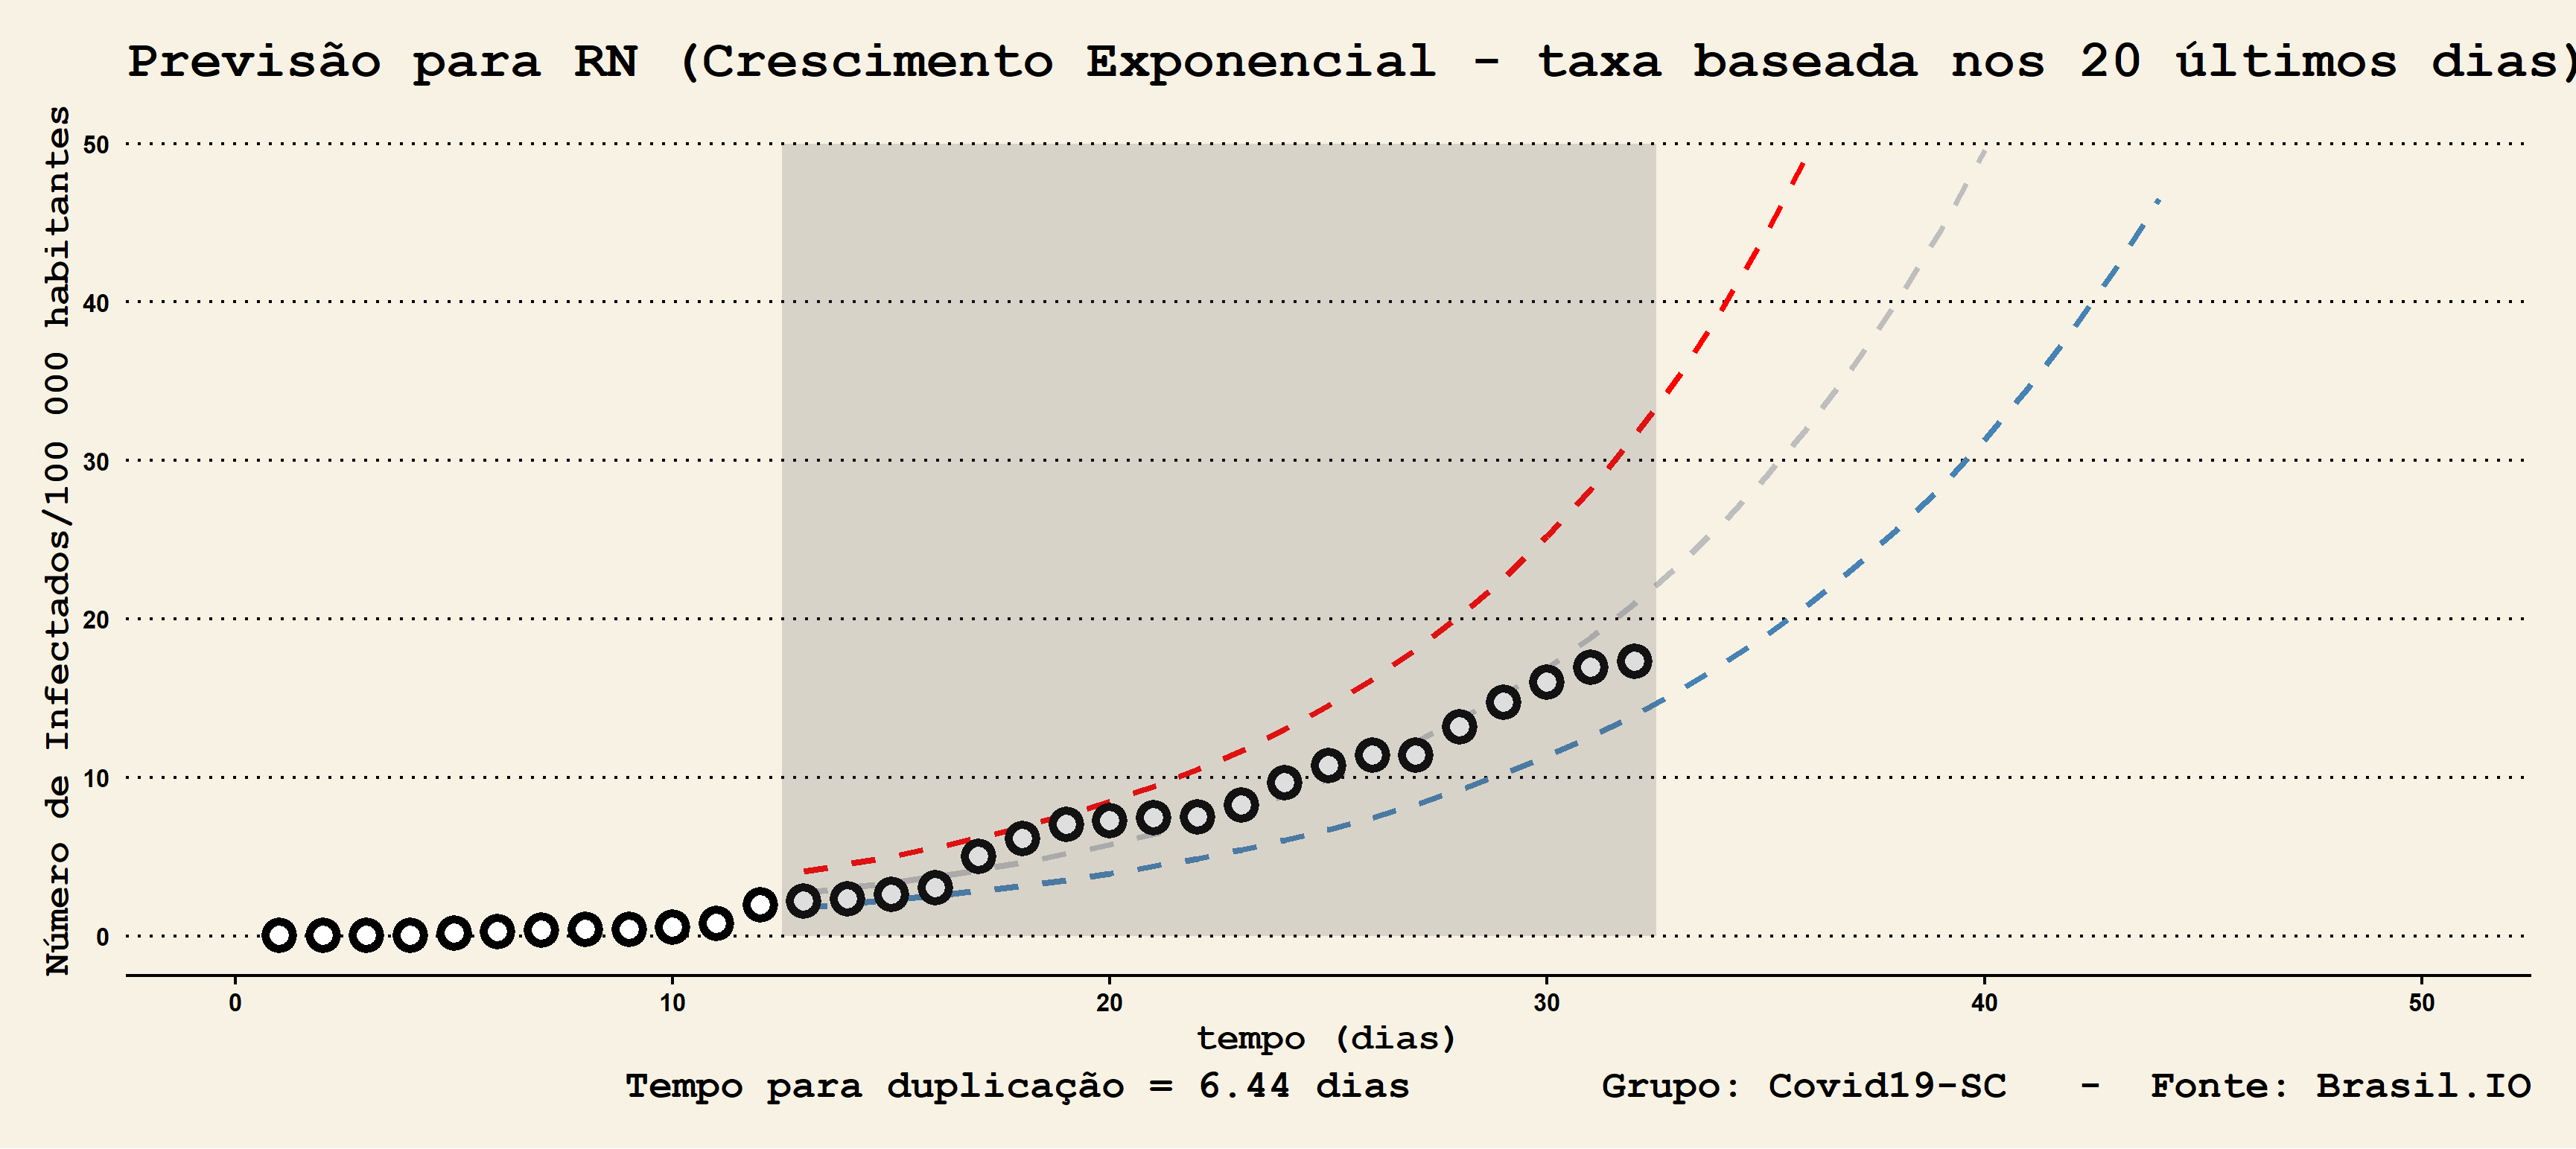 Previsão para RN (Crescimento Exponencial - taxa baseada nos 20 últimos dias)
Número de Infectados/100 000 habitantes
50
40
30
20
10
0
0 10 20 30 40 50
tempo (dias)
Tempo para duplicação = 6.44 dias Grupo: Covid19-SC - Fonte: Brasil.IO